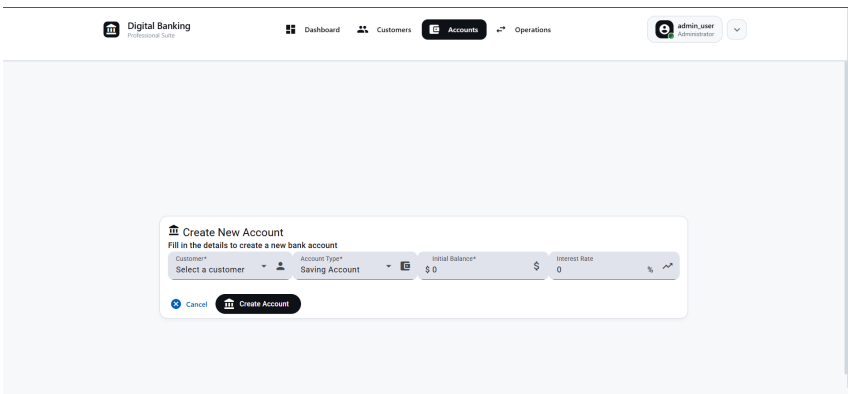 Digital Banking
Professional Suite
Dashboard
Customers
Accounts
Operations
admin_user
Administrator
Create New Account
Fill in the details to create a new bank account
Customer*
Select a customer
Account Type*
Saving Account
Initial Balance*
$ 0
$
Interest Rate
0
%
Cancel
Create Account